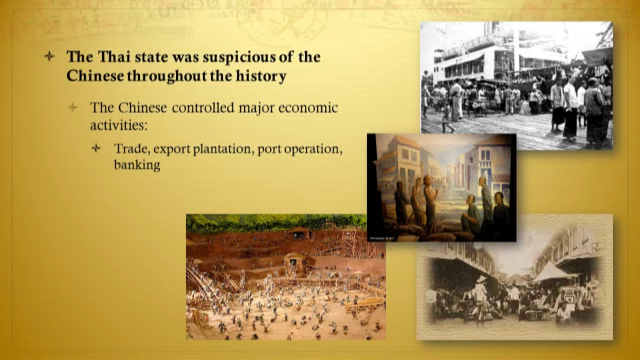 The Thai state was suspicious of the
Chinese throughout the history
The Chinese controlled major economic
activities:
Trade, export plantation, port operation,
banking